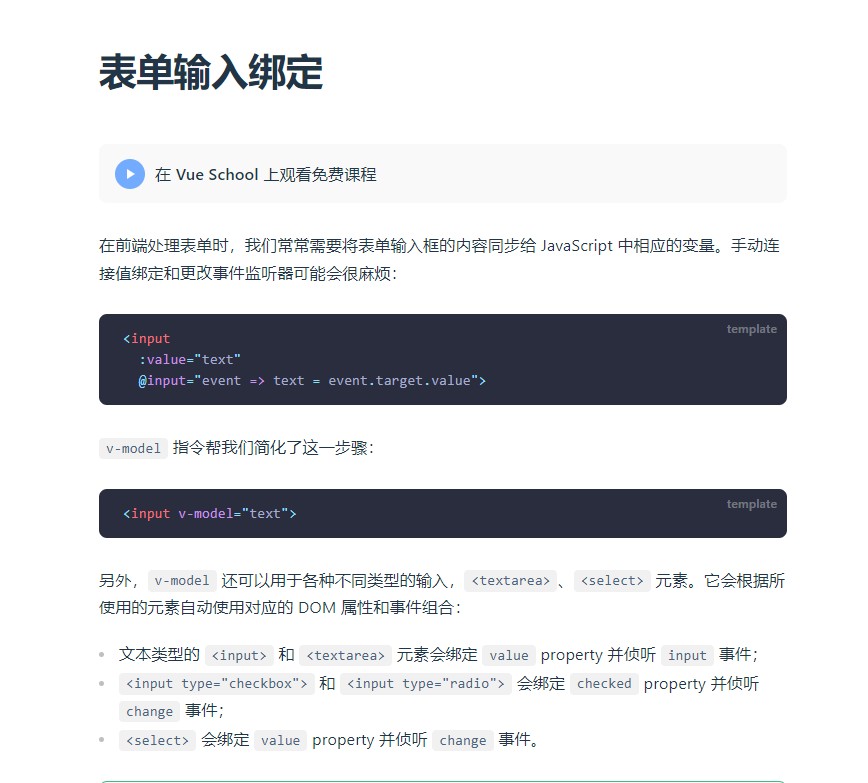 表单输入绑定
在 Vue School 上观看免费课程
在前端处理表单时，我们常常需要将表单输入框的内容同步给 JavaScript 中相应的变量。手动连
接值绑定和更改事件监听器可能会很麻烦：
template
<input
  :value="text"
  @input="event => text = event.target.value">
v-model 指令帮我们简化了这一步骤：
template
<input v-model="text">
另外，v-model 还可以用于各种不同类型的输入，<textarea>、<select> 元素。它会根据所
使用的元素自动使用对应的 DOM 属性和事件组合：
• 文本类型的 <input> 和 <textarea> 元素会绑定 value property 并侦听 input 事件；
• <input type="checkbox"> 和 <input type="radio"> 会绑定 checked property 并侦听
change 事件；
• <select> 会绑定 value property 并侦听 change 事件。